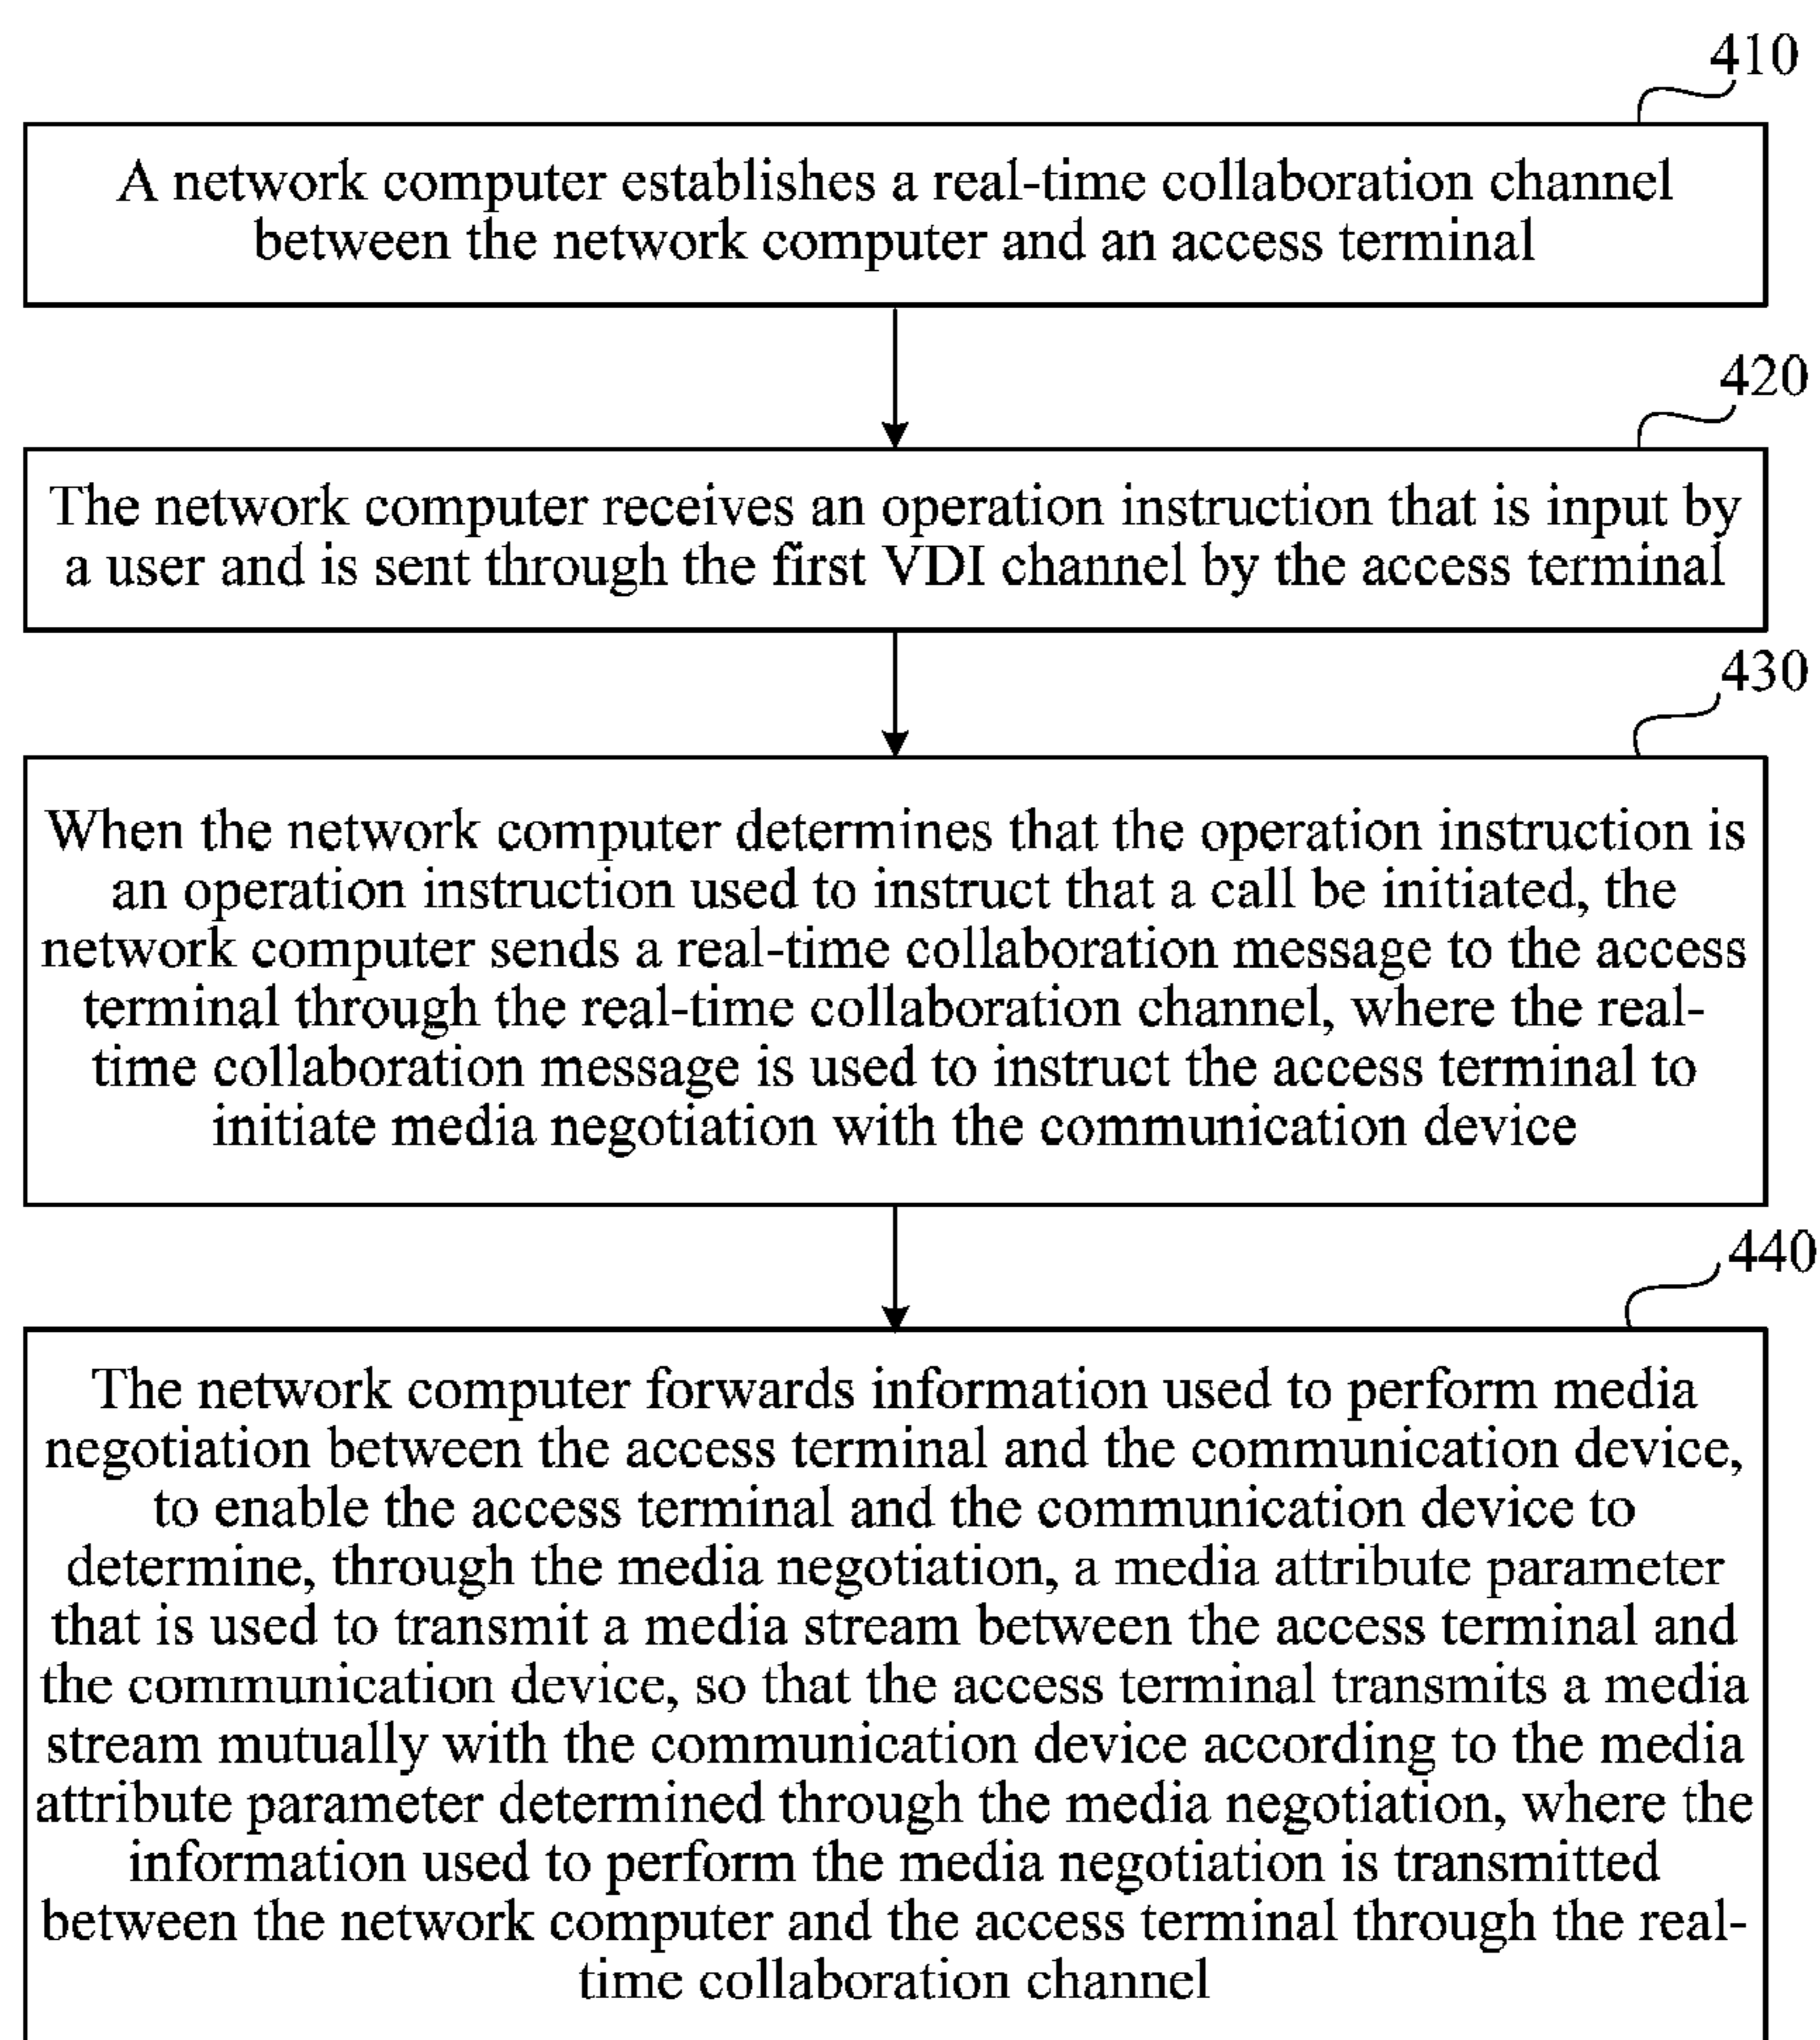 410
A network computer establishes a real-time collaboration channel
between the network computer and an access terminal
420
The network computer receives an operation instruction that is input by
a user and is sent through the first VDI channel by the access terminal
430
When the network computer determines that the operation instruction is
an operation instruction used to instruct that a call be initiated, the
network computer sends a real-time collaboration message to the access
terminal through the real-time collaboration channel, where the real-
time collaboration message is used to instruct the access terminal to
initiate media negotiation with the communication device
440
The network computer forwards information used to perform media
negotiation between the access terminal and the communication device,
to enable the access terminal and the communication device to
determine, through the media negotiation, a media attribute parameter
that is used to transmit a media stream between the access terminal and
the communication device, so that the access terminal transmits a media
stream mutually with the communication device according to the media
attribute parameter determined through the media negotiation, where the
information used to perform the media negotiation is transmitted
between the network computer and the access terminal through the real-
time collaboration channel